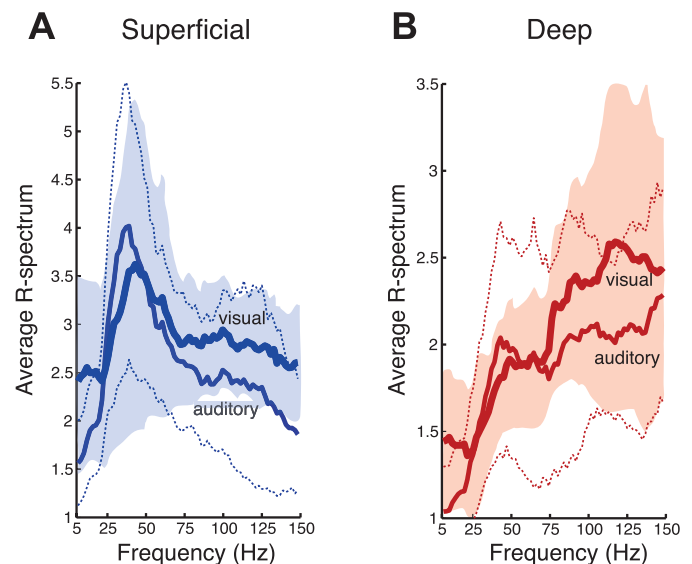 A Superficial
5.5
5
4.5
4
3.5
3
2.5
2
1.5
1
Average R-spectrum
visual
auditory
5 25 50 75 100 125 150
Frequency (Hz)
B Deep
3.5
3
2.5
2
1.5
1
Average R-spectrum
visual
auditory
5 25 50 75 100 125 150
Frequency (Hz)